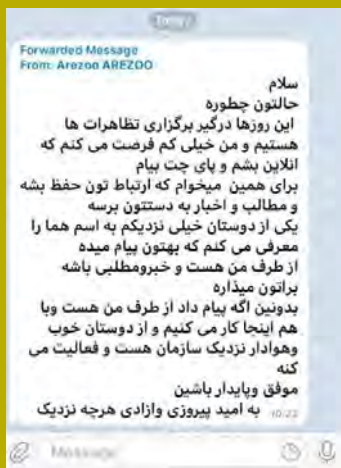 Today
Forwarded Message
From: Arezoo AREZOO
سلام
حالتون چطوره
این روزها درگیر برگزاری تظاهرات ها
هستیم و من خیلی کم فرصت می کنم که
انلاین بشم و پای چت بیام
برای همین میخوام که ارتباط تون حفظ بشه
و مطالب و اخبار به دستتون برسه
یکی از دوستان خیلی نزدیکم به اسم هما را
معرفی می کنم که بهتون پیام میده
از طرف من هست و خبرومطلبی باشه
براتون میذاره
بدونین اگه پیام داد از طرف من هست وبا
هم اینجا کار می کنیم و از دوستان خوب
وهوادار نزدیک سازمان هست و فعالیت می
کنه
موفق وپایدار باشین
به امید پیروزی وازادی هرچه نزدیک
10:23
Message